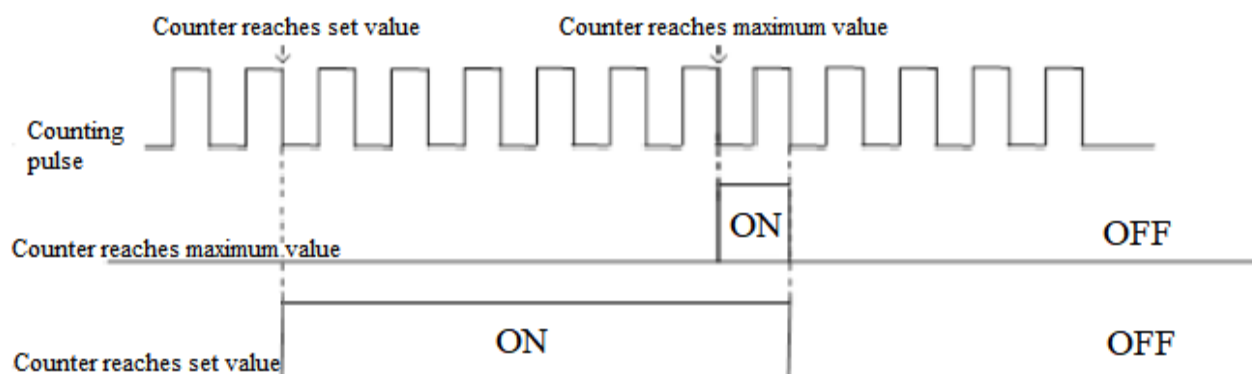 Counter reaches set value
Counter reaches maximum value
Counting
pulse
ON
OFF
Counter reaches maximum value
ON
OFF
Counter reaches set value